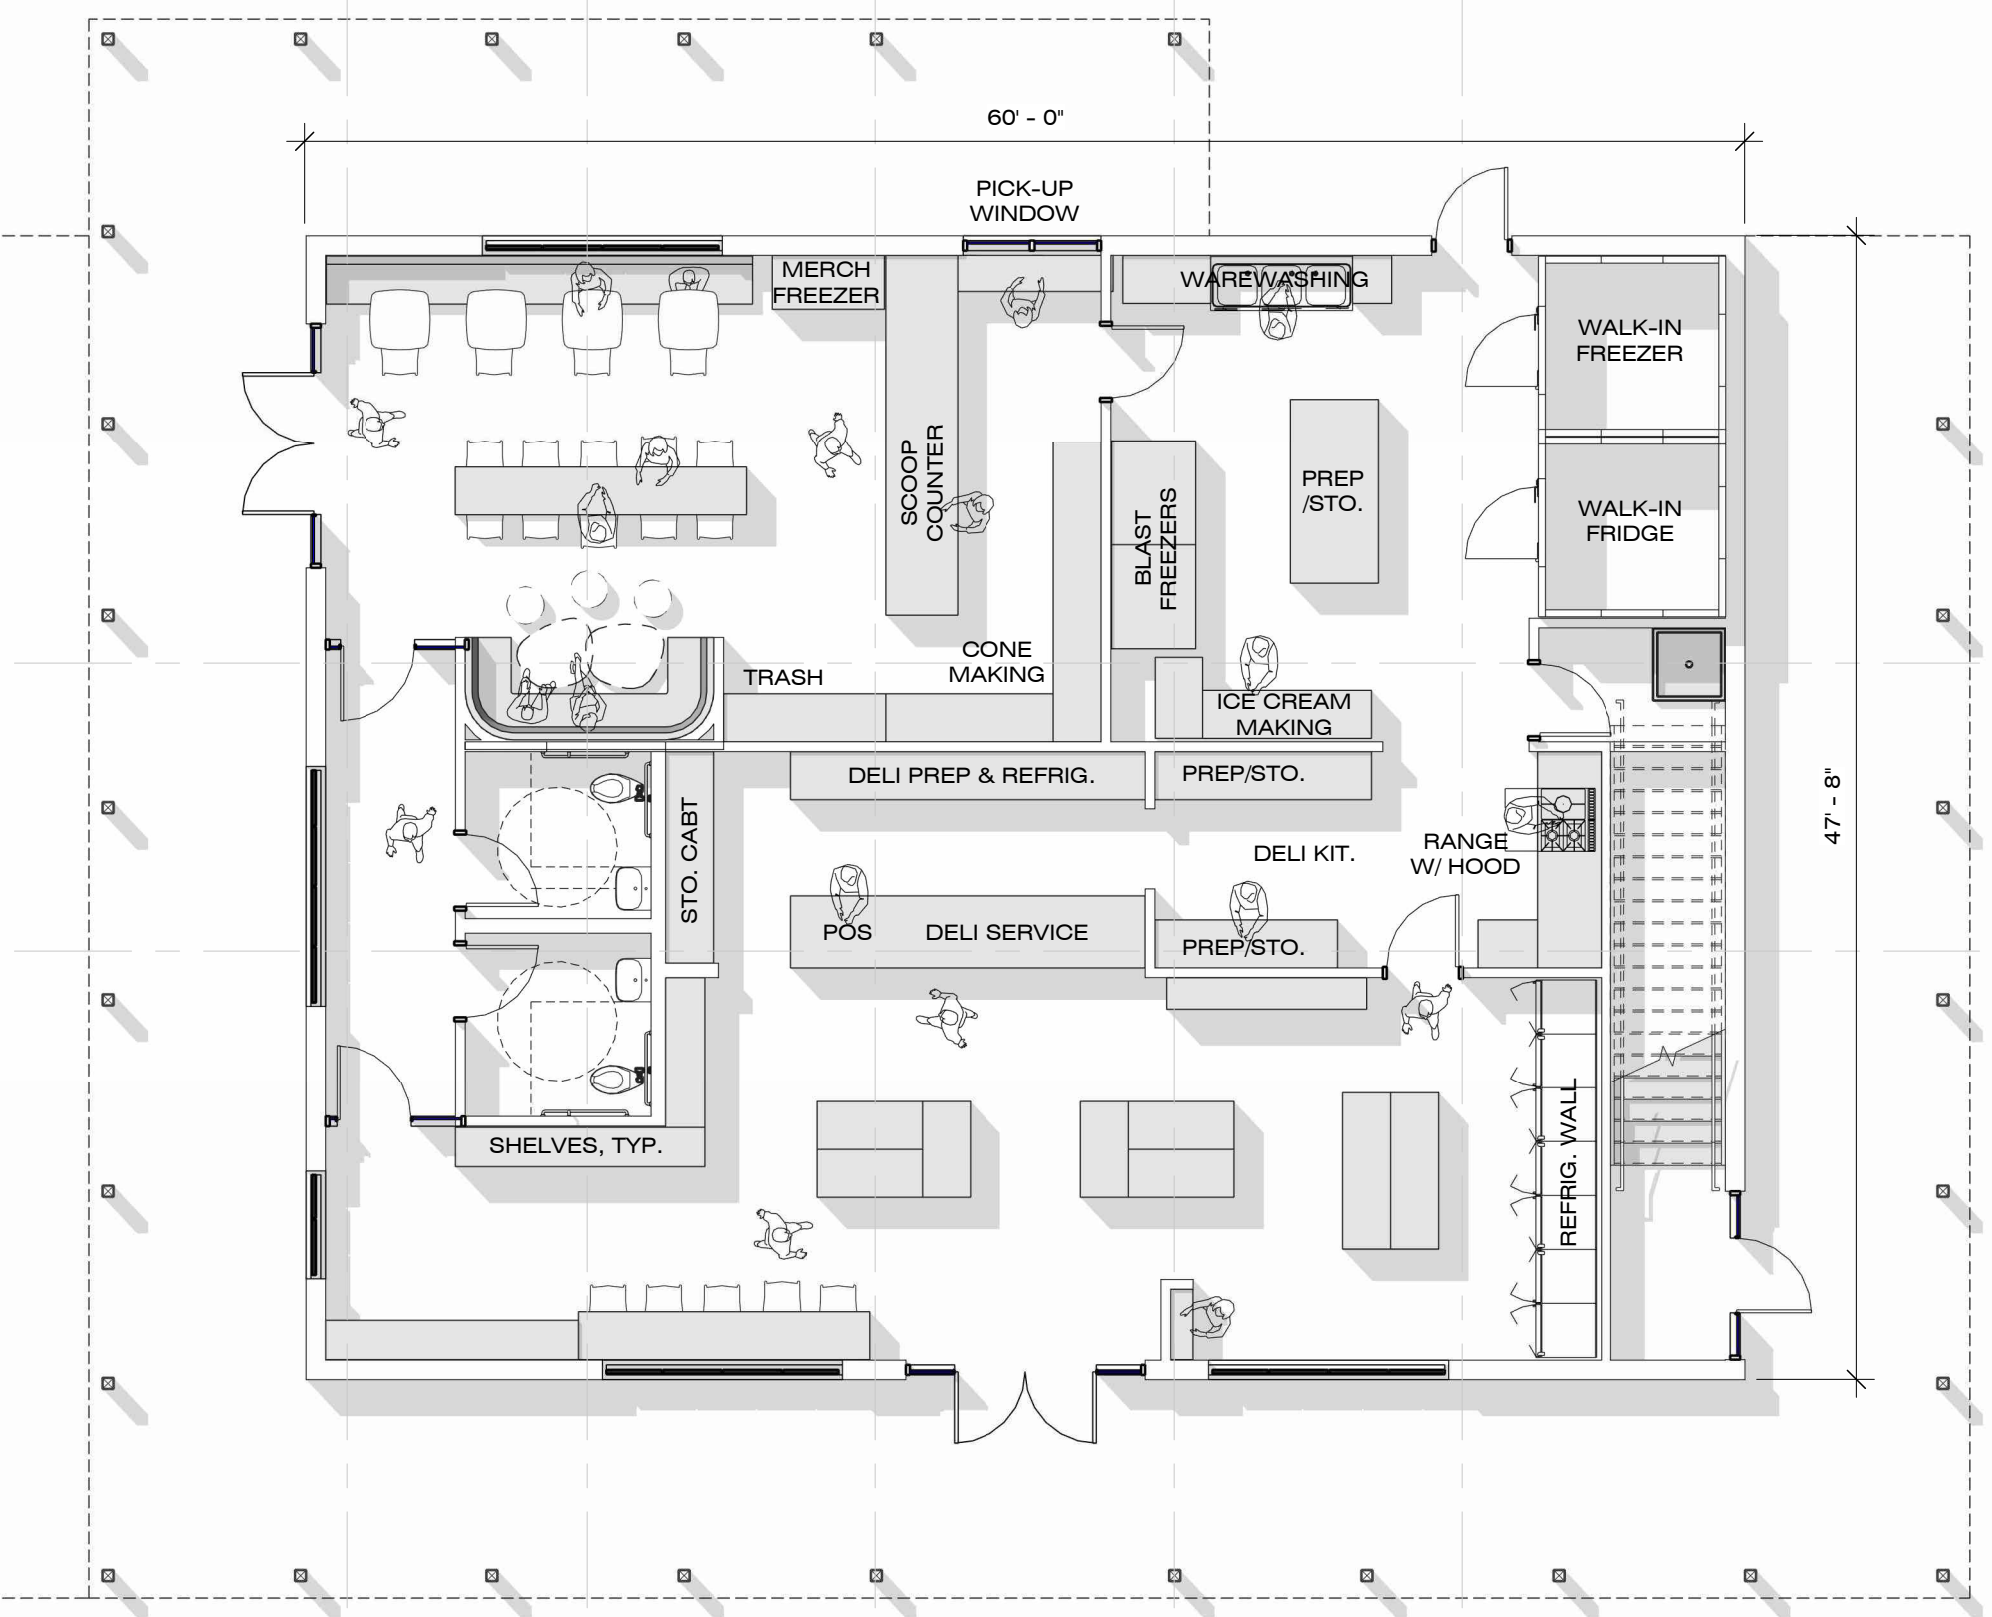 60' - 0"
PICK-UP
WINDOW
MERCH
FREEZER
WAREWASHING
WALK-IN
FREEZER
SCOOP
COUNTER
PREP
/STO.
BLAST
FREEZERS
WALK-IN
FRIDGE
CONE
MAKING
TRASH
ICE CREAM
MAKING
DELI PREP & REFRIG.
PREP/STO.
STO. CABT
47' - 8"
DELI KIT.
RANGE
W/ HOOD
POS
DELI SERVICE
PREP/STO.
SHELVES, TYP.
REFRIG. WALL